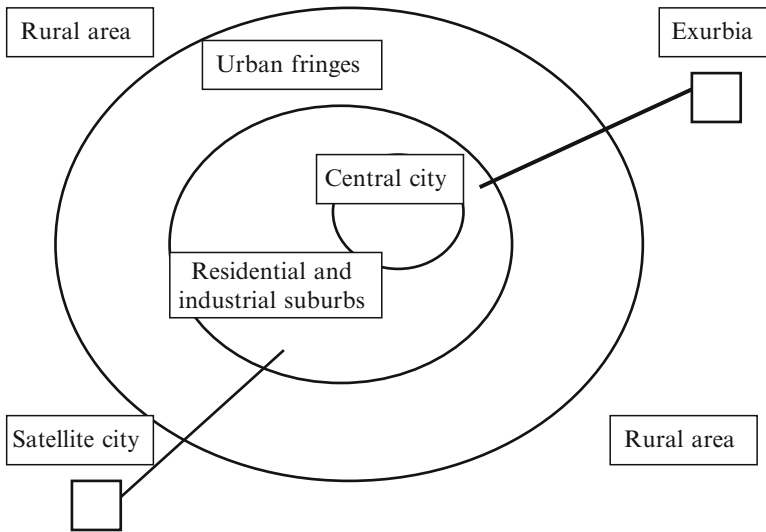 Rural area
Exurbia
Urban fringes
Central city
Residential and
industrial suburbs
Satellite city
Rural area